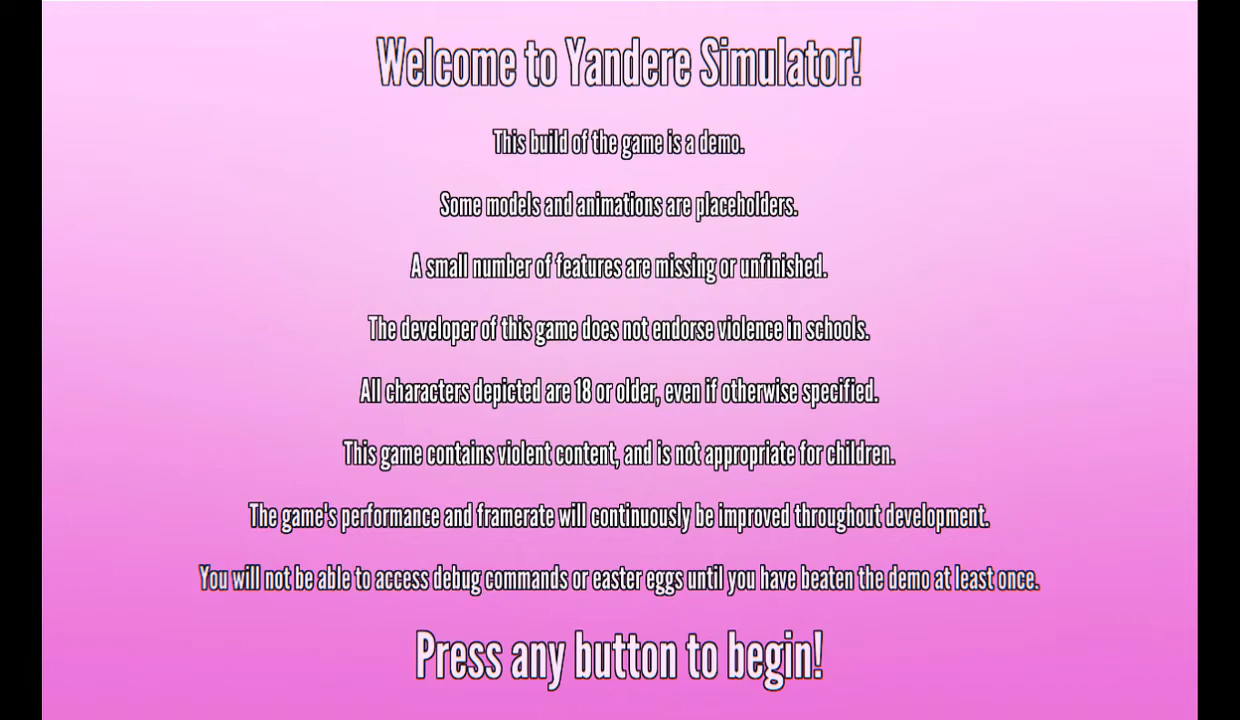 Welcome to Yandere Simulator!
This build of the game is a demo.
Some models and animations are placeholders.
A small number of features are missing or unfinished.
The developer of this game does not endorse violence in schools.
All characters depicted are 18 or older, even if otherwise specified.
This game contains violent content, and is not appropriate for children.
The game's performance and framerate will continuously be improved throughout development.
You will not be able to access debug commands or easter eggs until you have beaten the demo at least once.
Press any button to begin!